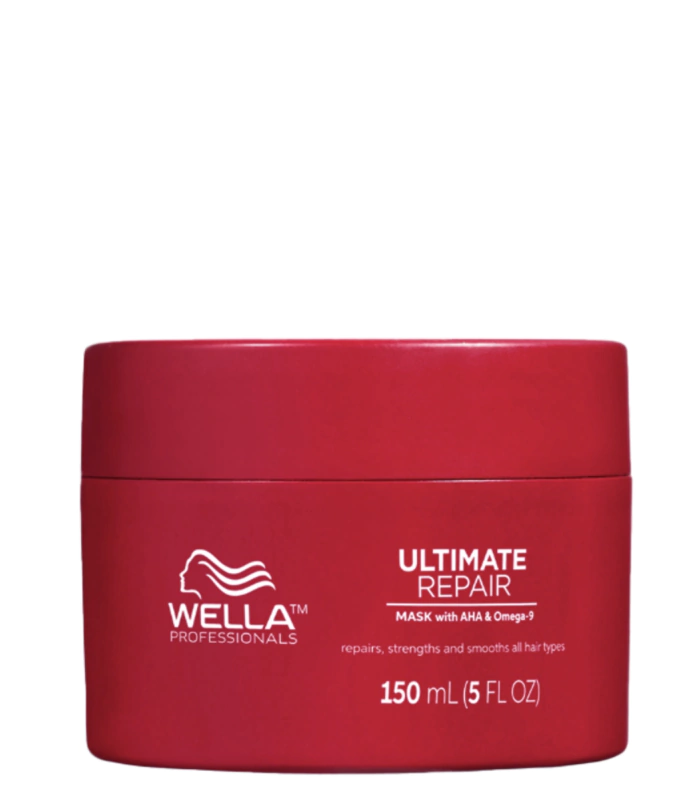 WELLA™
PROFESSIONALS
ULTIMATE
REPAIR
MASK with AHA & Omega-9
repairs, strengths and smooths all hair types
150 mL (5 FL OZ)